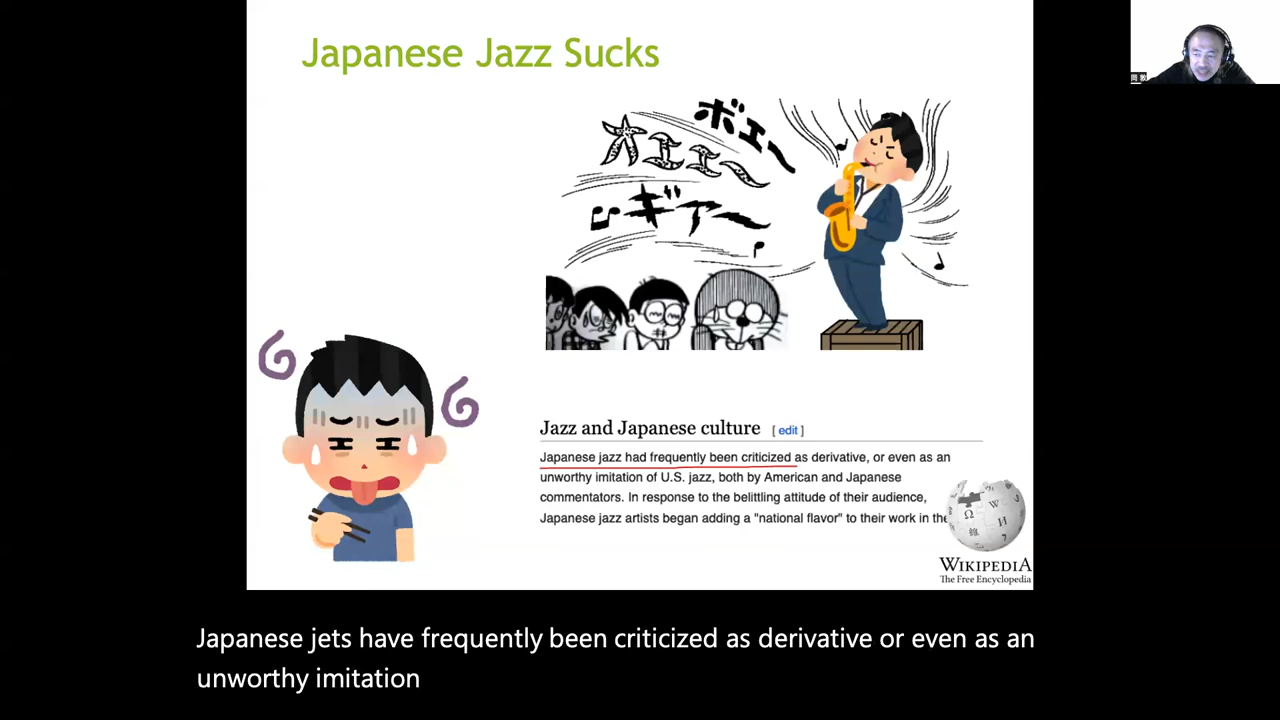 Japanese Jazz Sucks
ボエ〜
オエエ〜
ギアー
Jazz and Japanese culture [ edit ]
Japanese jazz had frequently been criticized as derivative, or even as an
unworthy imitation of U.S. jazz, both by American and Japanese
commentators. In response to the belittling attitude of their audience,
Japanese jazz artists began adding a "national flavor" to their work in the
WIKIPEDIA
The Free Encyclopedia
Japanese jets have frequently been criticized as derivative or even as an
unworthy imitation